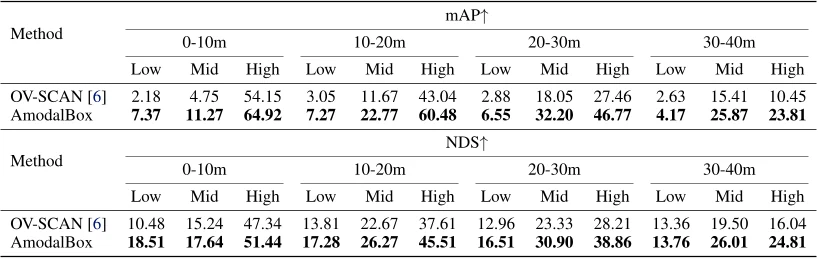 Method mAP↑
0-10m 10-20m 20-30m 30-40m
Low Mid High Low Mid High Low Mid High Low Mid High
OV-SCAN [6] 2.18 4.75 54.15 3.05 11.67 43.04 2.88 18.05 27.46 2.63 15.41 10.45
AmodalBox 7.37 11.27 64.92 7.27 22.77 60.48 6.55 32.20 46.77 4.17 25.87 23.81
Method NDS↑
0-10m 10-20m 20-30m 30-40m
Low Mid High Low Mid High Low Mid High Low Mid High
OV-SCAN [6] 10.48 15.24 47.34 13.81 22.67 37.61 12.96 23.33 28.21 13.36 19.50 16.04
AmodalBox 18.51 17.64 51.44 17.28 26.27 45.51 16.51 30.90 38.86 13.76 26.01 24.81